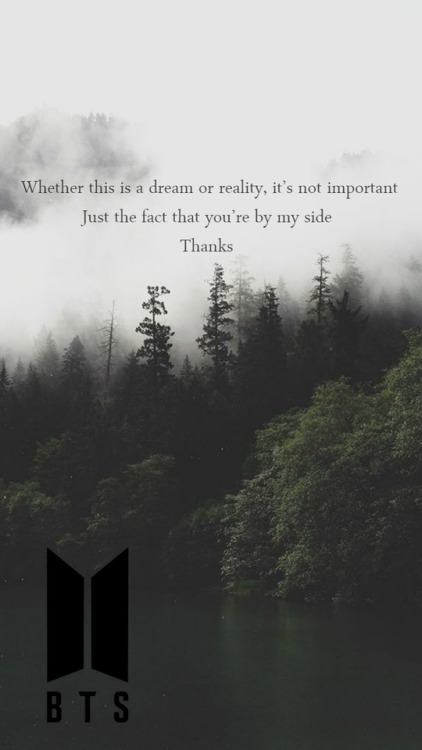 Whether this is a dream or reality, it’s not important
Just the fact that you’re by my side
Thanks
BTS